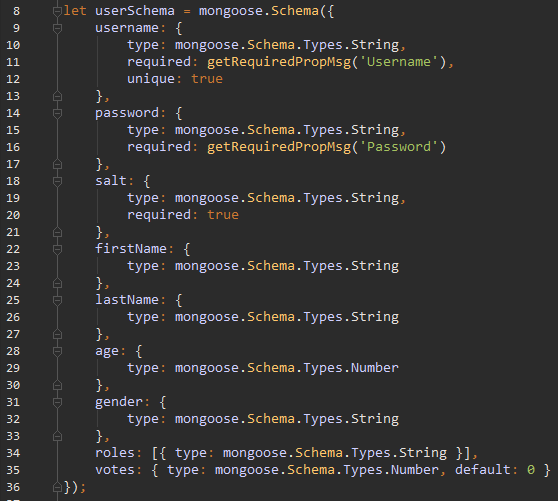 8 let userSchema = mongoose.Schema({
9     username: {
10         type: mongoose.Schema.Types.String,
11         required: getRequiredPropMsg('Username'),
12         unique: true
13     },
14     password: {
15         type: mongoose.Schema.Types.String,
16         required: getRequiredPropMsg('Password')
17     },
18     salt: {
19         type: mongoose.Schema.Types.String,
20         required: true
21     },
22     firstName: {
23         type: mongoose.Schema.Types.String
24     },
25     lastName: {
26         type: mongoose.Schema.Types.String
27     },
28     age: {
29         type: mongoose.Schema.Types.Number
30     },
31     gender: {
32         type: mongoose.Schema.Types.String
33     },
34     roles: [{ type: mongoose.Schema.Types.String }],
35     votes: { type: mongoose.Schema.Types.Number, default: 0 }
36 });